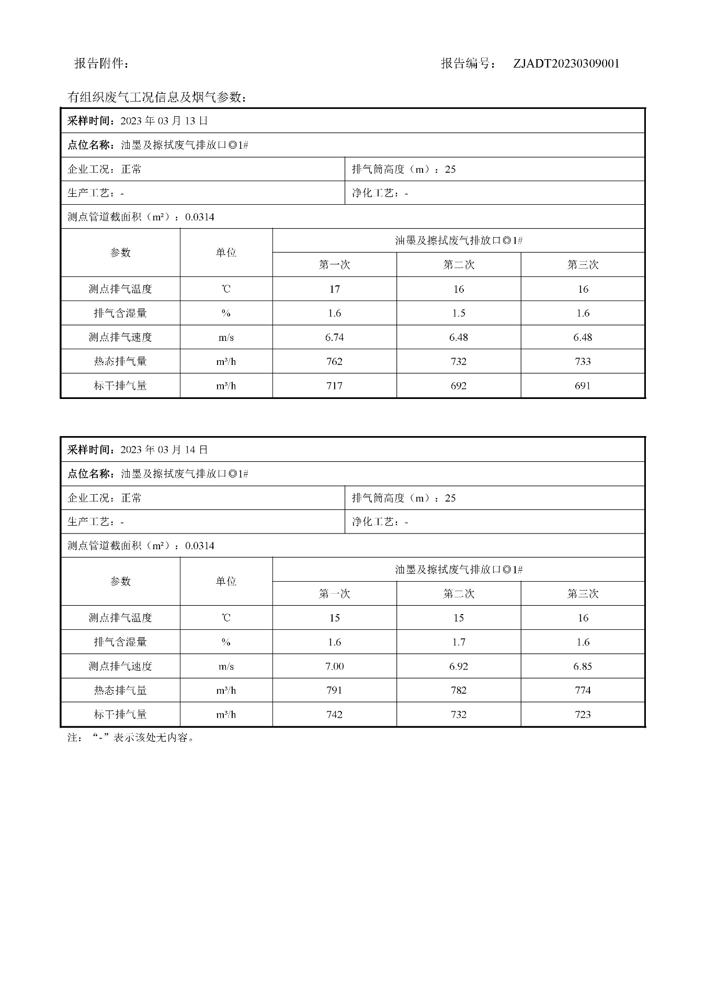 报告附件： 报告编号： ZJADT20230309001
有组织废气工况信息及烟气参数：
采样时间：2023 年 03 月 13 日
点位名称：油墨及擦拭废气排放口◎1#
企业工况：正常 排气筒高度（m）：25
生产工艺：- 净化工艺：-
测点管道截面积（m²）：0.0314
参数 单位 油墨及擦拭废气排放口◎1#
第一次 第二次 第三次
测点排气温度 ℃ 17 16 16
排气含湿量 % 1.6 1.5 1.6
测点排气速度 m/s 6.74 6.48 6.48
热态排气量 m³/h 762 732 733
标干排气量 m³/h 717 692 691
采样时间：2023 年 03 月 14 日
点位名称：油墨及擦拭废气排放口◎1#
企业工况：正常 排气筒高度（m）：25
生产工艺：- 净化工艺：-
测点管道截面积（m²）：0.0314
参数 单位 油墨及擦拭废气排放口◎1#
第一次 第二次 第三次
测点排气温度 ℃ 15 15 16
排气含湿量 % 1.6 1.7 1.6
测点排气速度 m/s 7.00 6.92 6.85
热态排气量 m³/h 791 782 774
标干排气量 m³/h 742 732 723
注：“-”表示该处无内容。